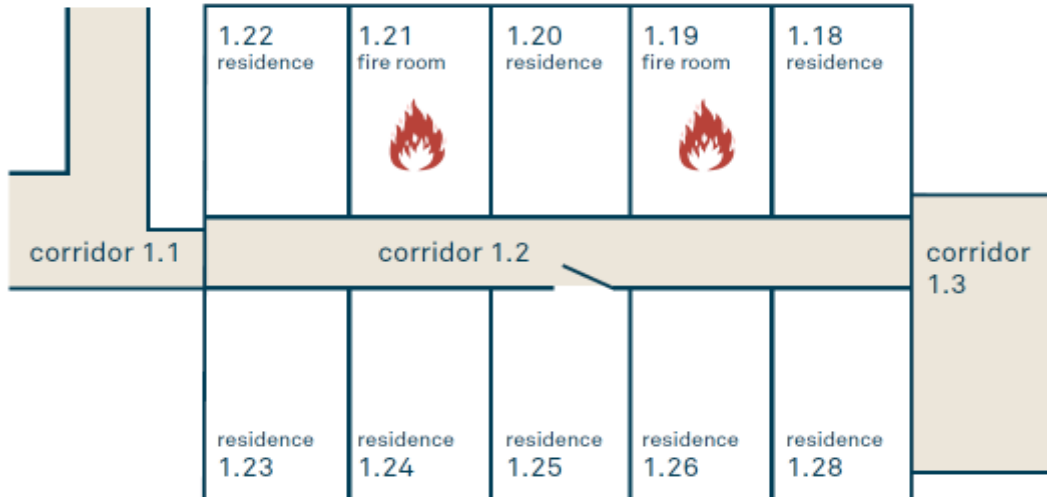 1.22
residence
1.21
fire room
1.20
residence
1.19
fire room
1.18
residence
corridor 1.1
corridor 1.2
corridor
1.3
residence
1.23
residence
1.24
residence
1.25
residence
1.26
residence
1.28